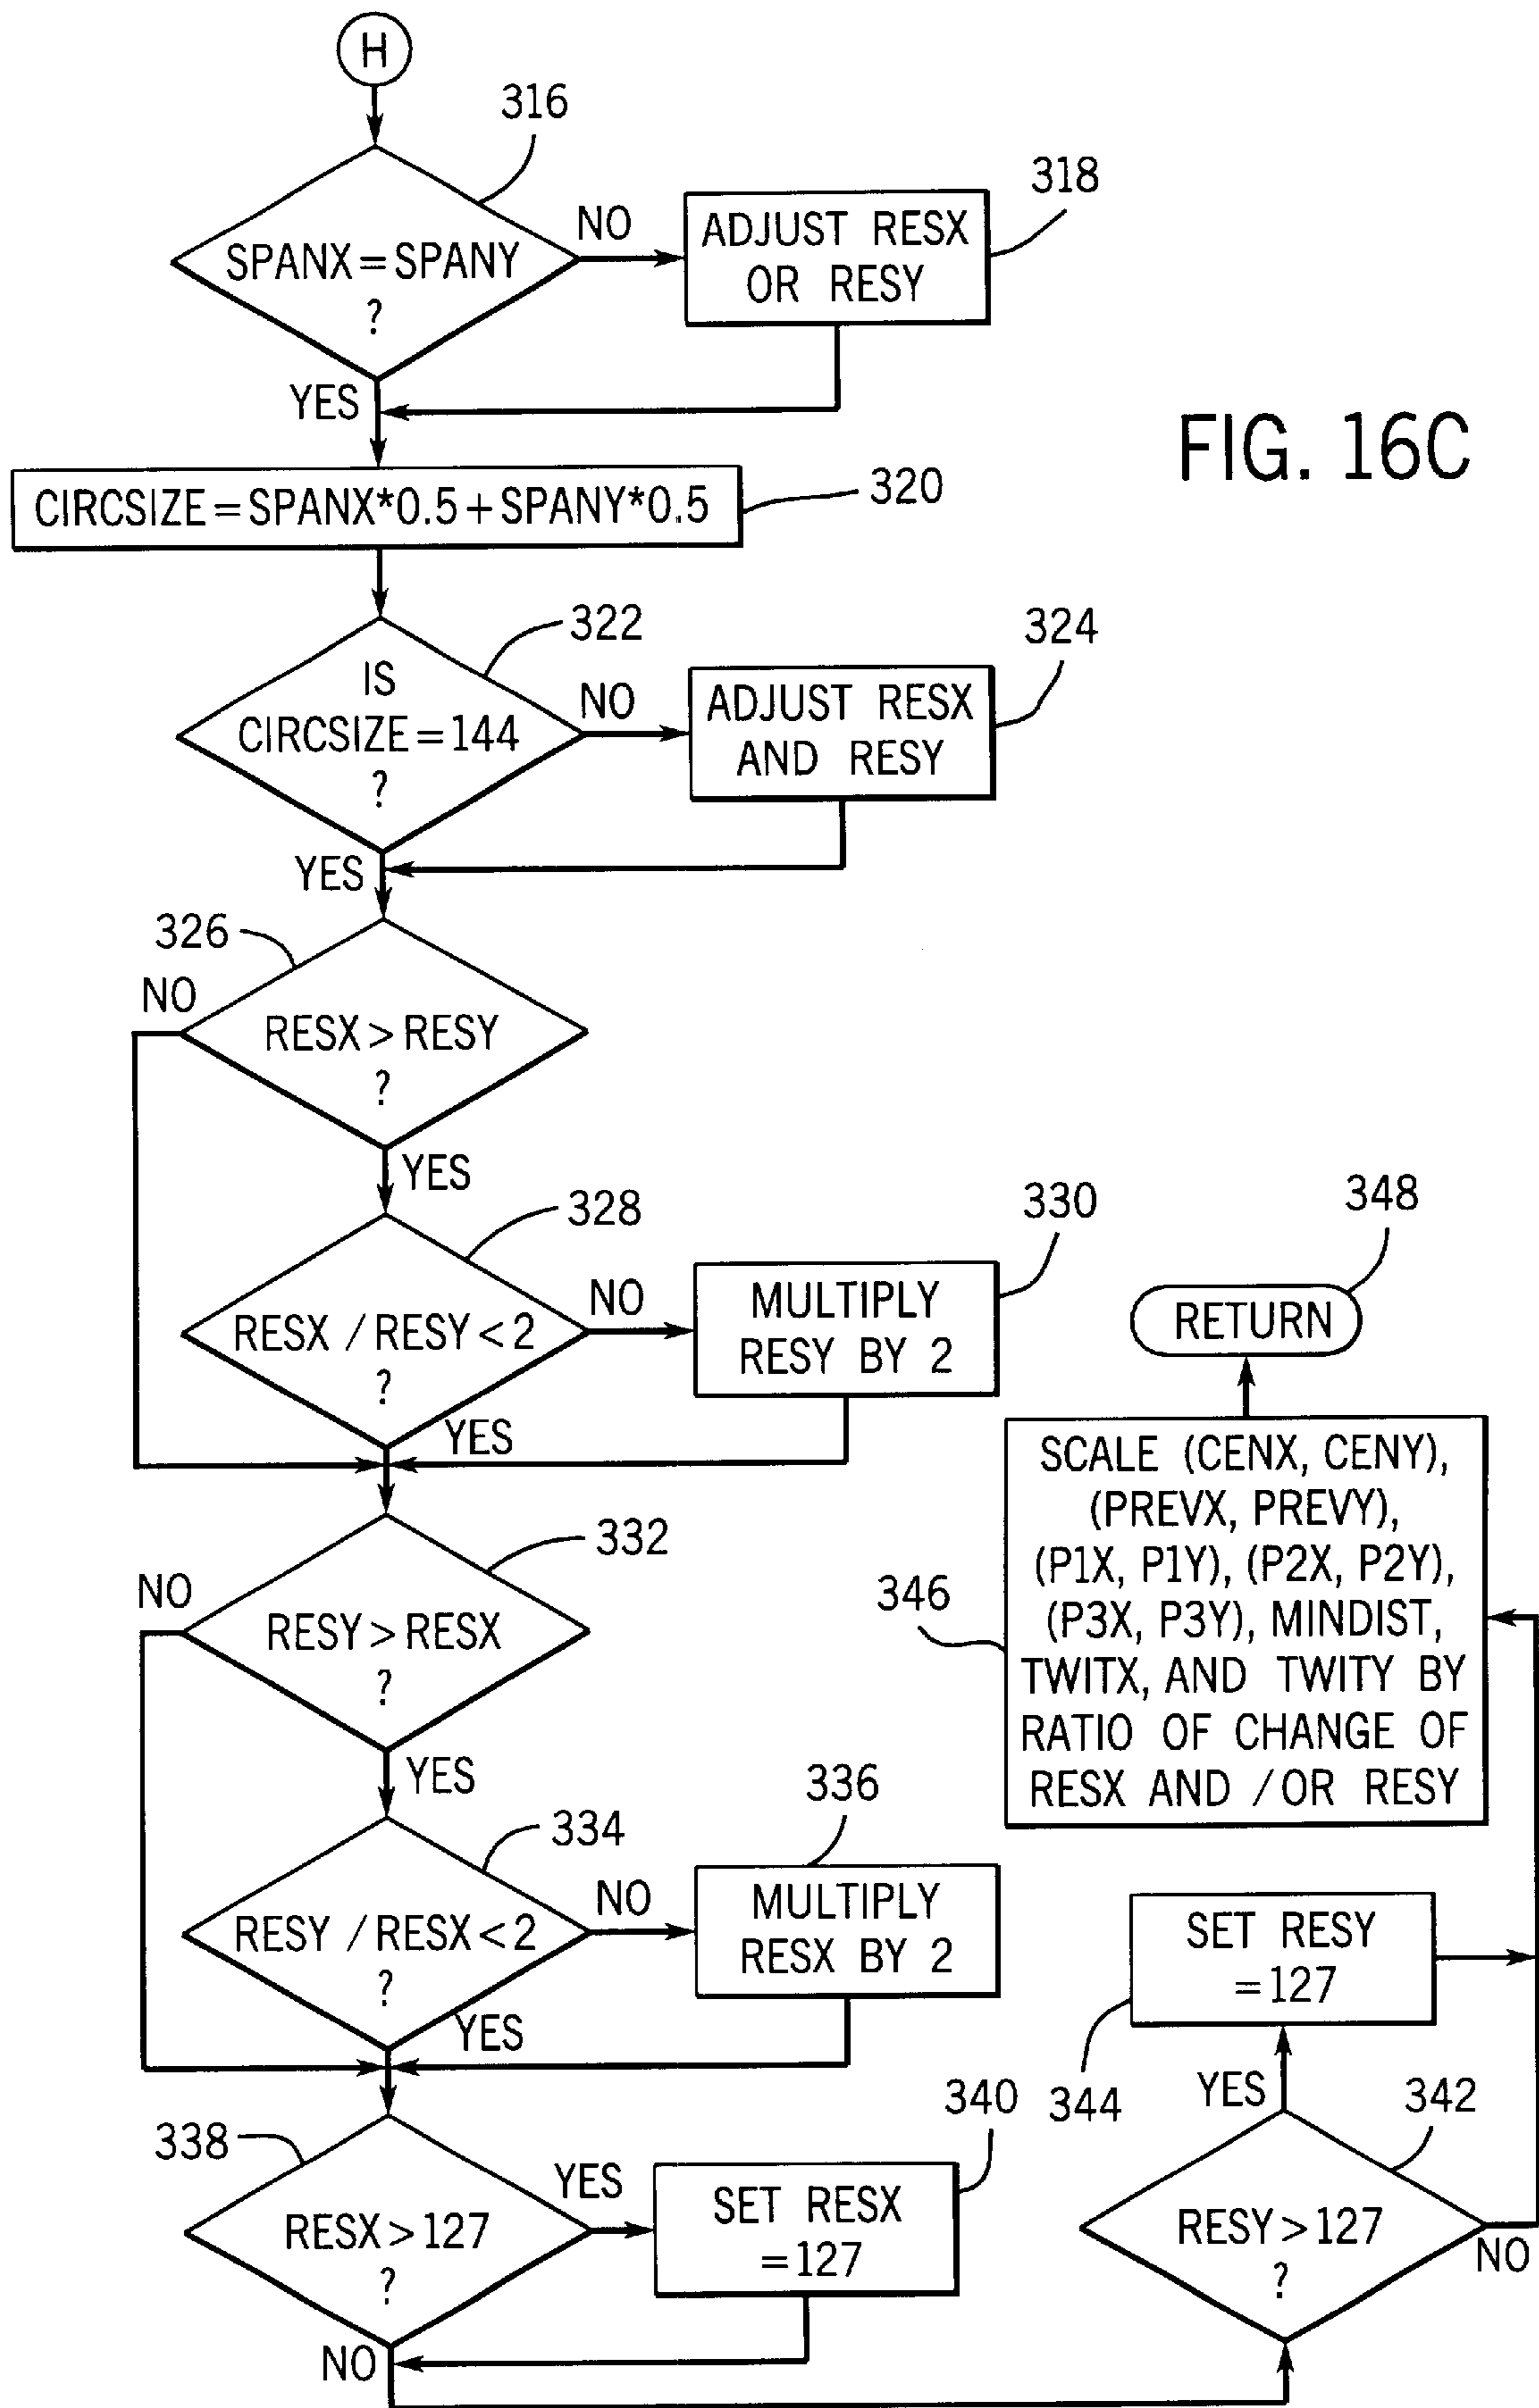 H
316
SPANX=SPANY
?
NO
ADJUST RESX
OR RESY
318
YES
FIG. 16C
CIRCSIZE=SPANX*0.5+SPANY*0.5
320
322
IS
CIRCSIZE=144
?
NO
ADJUST RESX
AND RESY
324
YES
326
NO
RESX>RESY
?
YES
328
RESX /RESY<2
?
NO
MULTIPLY
RESY BY 2
330
YES
332
NO
RESY>RESX
?
YES
334
RESY /RESX<2
?
NO
MULTIPLY
RESX BY 2
336
YES
338
RESX>127
?
YES
SET RESX
=127
340
NO
342
RESY>127
?
NO
YES
344
SET RESY
=127
346
SCALE (CENX, CENY),
(PREVX, PREVY),
(P1X, P1Y), (P2X, P2Y),
(P3X, P3Y), MINDIST,
TWITX, AND TWITY BY
RATIO OF CHANGE OF
RESX AND /OR RESY
RETURN
348